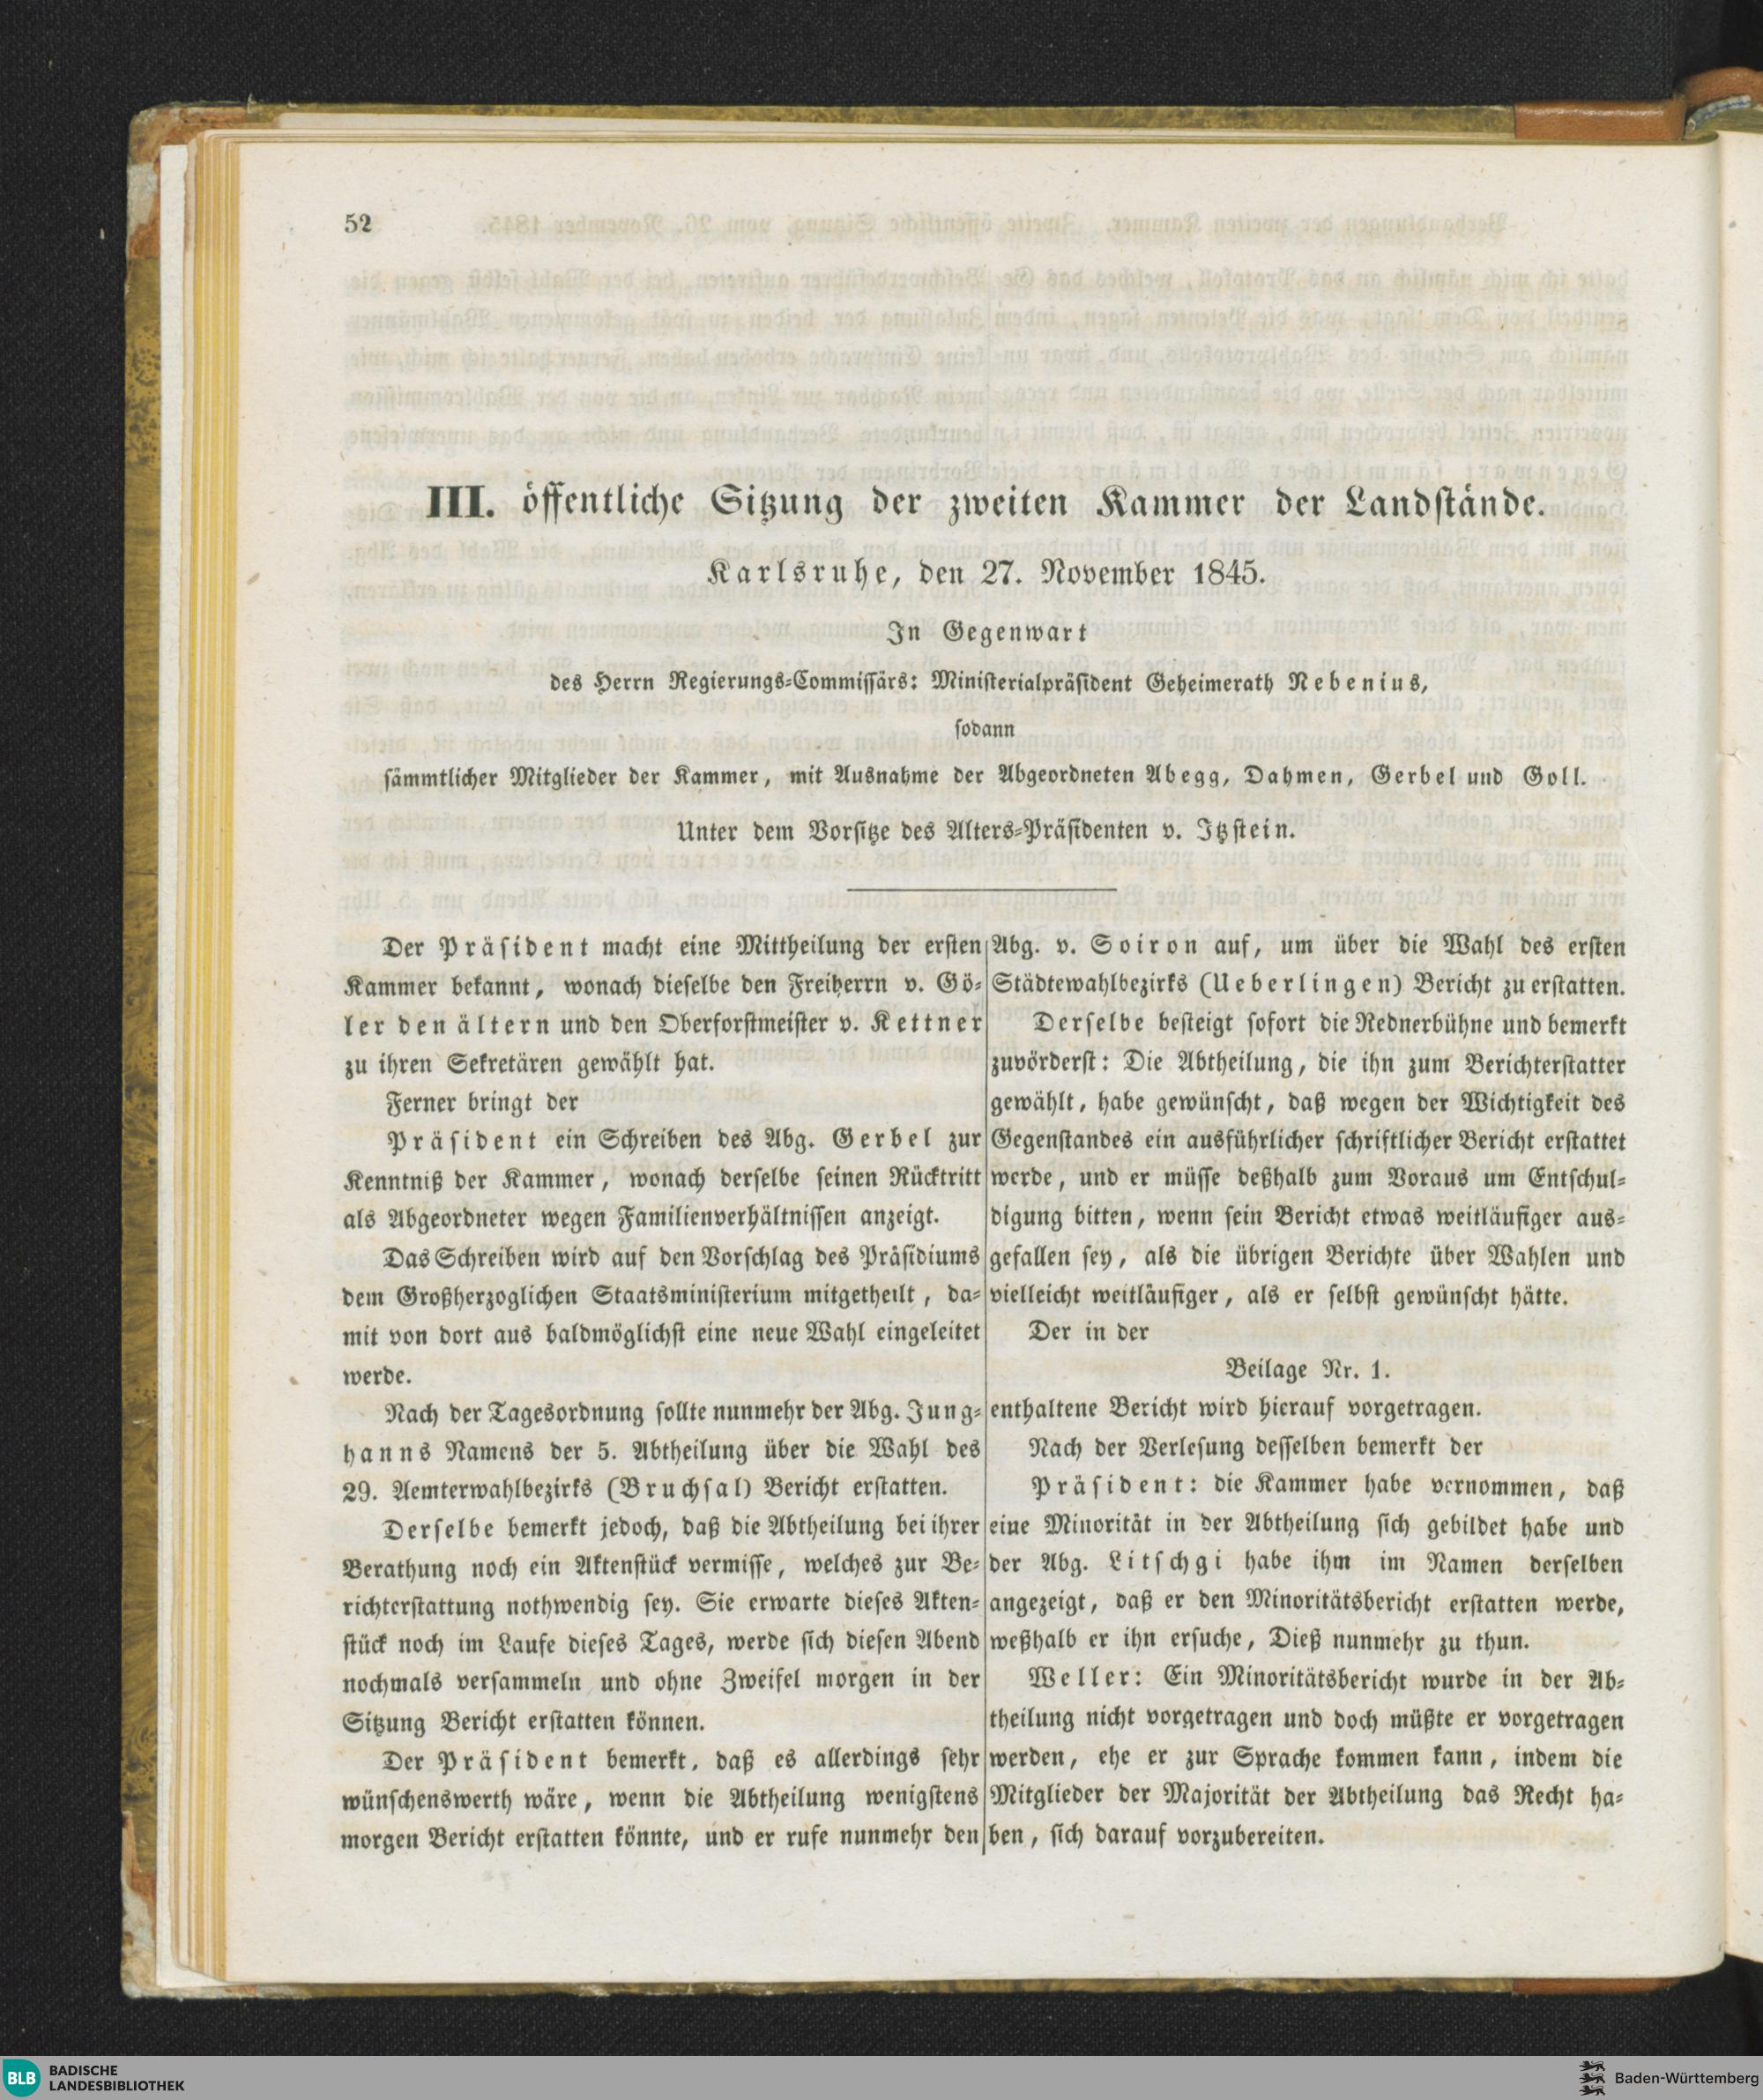 52
III. öffentliche Sitzung der zweiten Kammer der Landstände.
Karlsruhe, den 27. November 1845.
In Gegenwart
des Herrn Regierungs-Commissärs: Ministerialpräsident Geheimerath Nebenius,
sodann
sämmtlicher Mitglieder der Kammer, mit Ausnahme der Abgeordneten Abegg, Dahmen, Gerbel und Goll.
Unter dem Vorsitze des Alters-Präsidenten v. Itzstein.
Der Präsident macht eine Mittheilung der ersten
Kammer bekannt, wonach dieselbe den Freiherrn v. Gö-
ler den ältern und den Oberforstmeister v. Kettner
zu ihren Sekretären gewählt hat.
Ferner bringt der
Präsident ein Schreiben des Abg. Gerbel zur
Kenntniß der Kammer, wonach derselbe seinen Rücktritt
als Abgeordneter wegen Familienverhältnissen anzeigt.
Das Schreiben wird auf den Vorschlag des Präsidiums
dem Großherzoglichen Staatsministerium mitgetheilt, da-
mit von dort aus baldmöglichst eine neue Wahl eingeleitet
werde.
Nach der Tagesordnung sollte nunmehr der Abg. Jung-
hanns Namens der 5. Abtheilung über die Wahl des
29. Aemterwahlbezirks (Bruchsal) Bericht erstatten.
Derselbe bemerkt jedoch, daß die Abtheilung bei ihrer
Berathung noch ein Aktenstück vermisse, welches zur Be-
richterstattung nothwendig sey. Sie erwarte dieses Akten-
stück noch im Laufe dieses Tages, werde sich diesen Abend
nochmals versammeln und ohne Zweifel morgen in der
Sitzung Bericht erstatten können.
Der Präsident bemerkt, daß es allerdings sehr
wünschenswerth wäre, wenn die Abtheilung wenigstens
morgen Bericht erstatten könnte, und er rufe nunmehr den
Abg. v. Soiron auf, um über die Wahl des ersten
Städtewahlbezirks (Ueberlingen) Bericht zu erstatten.
Derselbe besteigt sofort die Rednerbühne und bemerkt
zuvörderst: Die Abtheilung, die ihn zum Berichterstatter
gewählt, habe gewünscht, daß wegen der Wichtigkeit des
Gegenstandes ein ausführlicher schriftlicher Bericht erstattet
werde, und er müsse deßhalb zum Voraus um Entschul-
digung bitten, wenn sein Bericht etwas weitläufiger aus-
gefallen sey, als die übrigen Berichte über Wahlen und
vielleicht weitläufiger, als er selbst gewünscht hätte.
Der in der
Beilage Nr. 1.
enthaltene Bericht wird hierauf vorgetragen.
Nach der Verlesung desselben bemerkt der
Präsident: die Kammer habe vernommen, daß
eine Minorität in der Abtheilung sich gebildet habe und
der Abg. Litschgi habe ihm im Namen derselben
angezeigt, daß er den Minoritätsbericht erstatten werde,
weßhalb er ihn ersuche, Dieß nunmehr zu thun.
Weller: Ein Minoritätsbericht wurde in der Ab-
theilung nicht vorgetragen und doch müßte er vorgetragen
werden, ehe er zur Sprache kommen kann, indem die
Mitglieder der Majorität der Abtheilung das Recht ha-
ben, sich darauf vorzubereiten.
BLB BADISCHE
LANDESBIBLIOTHEK
Baden-Württemberg